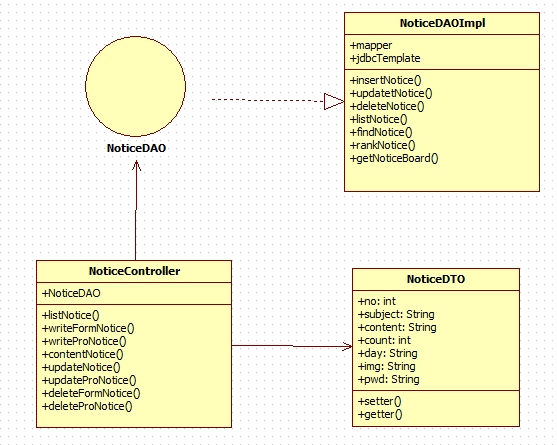 NoticeDAO
NoticeDAOImpl
+mapper
+jdbcTemplate
+insertNotice()
+updatetNotice()
+deleteNotice()
+listNotice()
+findNotice()
+rankNotice()
+getNoticeBoard()
NoticeController
+NoticeDAO
+listNotice()
+writeFormNotice()
+writeProNotice()
+contentNotice()
+updateNotice()
+updateProNotice()
+deleteFormNotice()
+deleteProNotice()
NoticeDTO
+no: int
+subject: String
+content: String
+count: int
+day: String
+img: String
+pwd: String
+setter()
+getter()